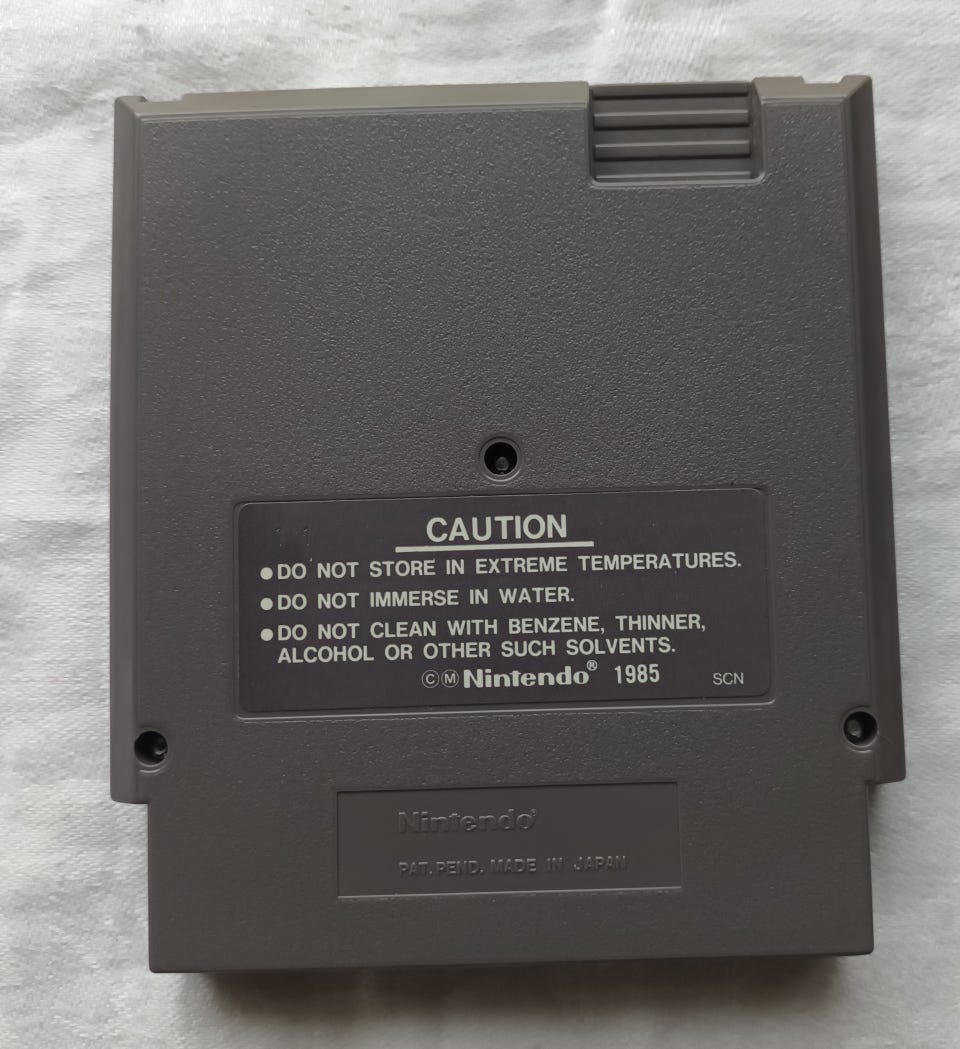 CAUTION
●DO NOT STORE IN EXTREME TEMPERATURES.
●DO NOT IMMERSE IN WATER.
●DO NOT CLEAN WITH BENZENE, THINNER,
ALCOHOL OR OTHER SUCH SOLVENTS.
ⒸⓂNintendo® 1985 SCN
Nintendo®
PAT. PEND. MADE IN JAPAN